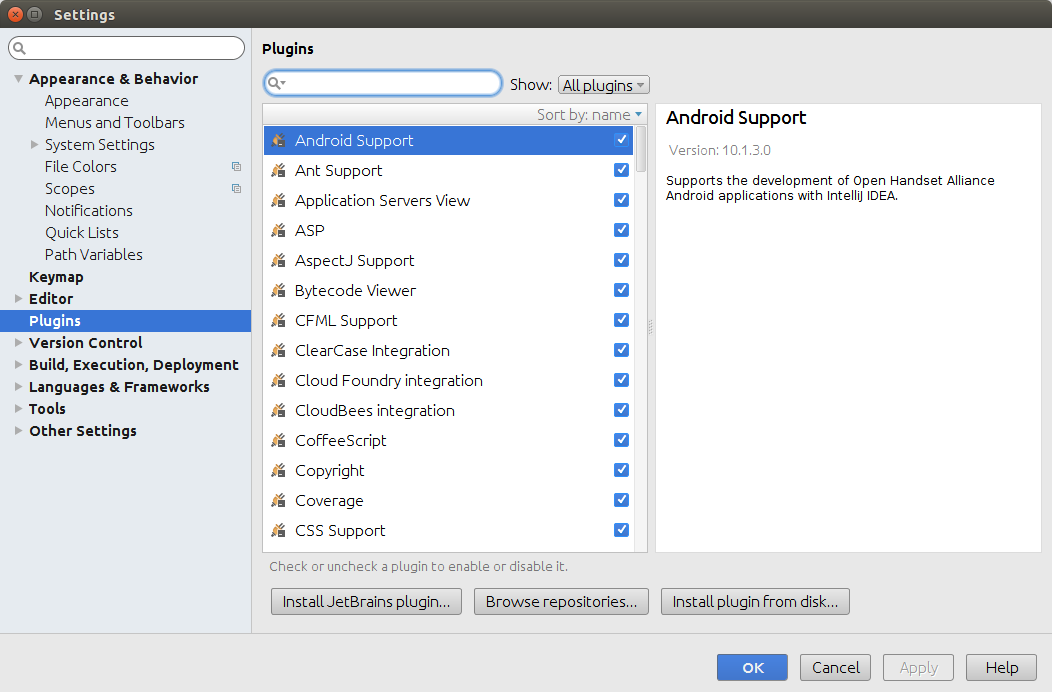 Settings
Appearance & Behavior
Appearance
Menus and Toolbars
System Settings
File Colors
Scopes
Notifications
Quick Lists
Path Variables
Keymap
Editor
Plugins
Version Control
Build, Execution, Deployment
Languages & Frameworks
Tools
Other Settings
Plugins
Show: All plugins
Sort by: name
Android Support
Ant Support
Application Servers View
ASP
AspectJ Support
Bytecode Viewer
CFML Support
ClearCase Integration
Cloud Foundry integration
CloudBees integration
CoffeeScript
Copyright
Coverage
CSS Support
Check or uncheck a plugin to enable or disable it.
Install JetBrains plugin... Browse repositories... Install plugin from disk...
Android Support
Version: 10.1.3.0
Supports the development of Open Handset Alliance
Android applications with IntelliJ IDEA.
OK Cancel Apply Help